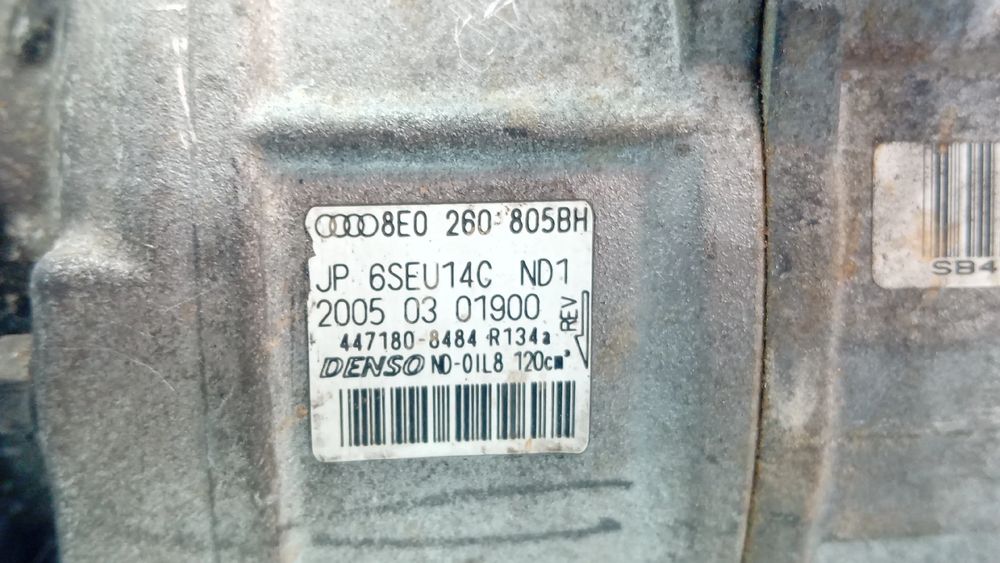 8E0 260 805BH
JP 6SEU14C ND1
2005 03 01900
REV
447180-8484 R134a
DENSO ND-OIL8 120cm³
SB4